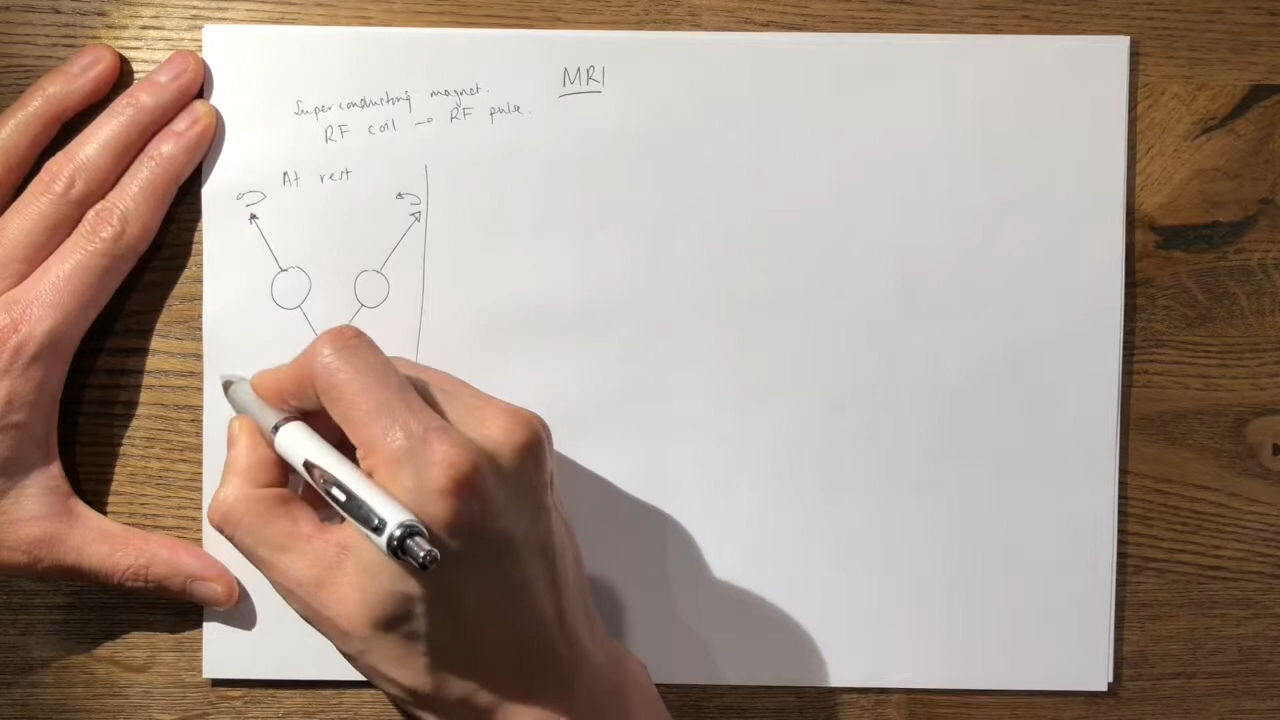 MRI
Superconducting magnet.
RF coil → RF pulse.
At rest